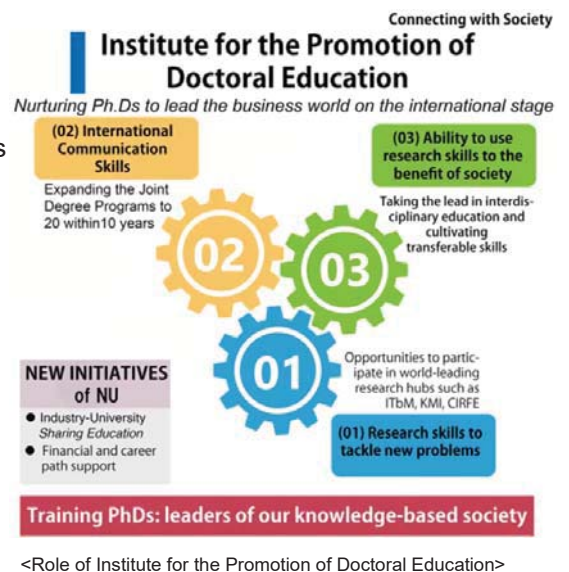 Connecting with Society
Institute for the Promotion of
Doctoral Education
Nurturing Ph.Ds to lead the business world on the international stage
(02) International
Communication
Skills
Expanding the Joint
Degree Programs to
20 within10 years
(03) Ability to use
research skills to the
benefit of society
Taking the lead in interdis-
ciplinary education and
cultivating
transferable skills
02
03
01
Opportunities to partic-
ipate in world-leading
research hubs such as
ITbM, KMI, CIRFE
(01) Research skills to
tackle new problems
NEW INITIATIVES
of NU
● Industry-University
Sharing Education
● Financial and career
path support
Training PhDs: leaders of our knowledge-based society
<Role of Institute for the Promotion of Doctoral Education>